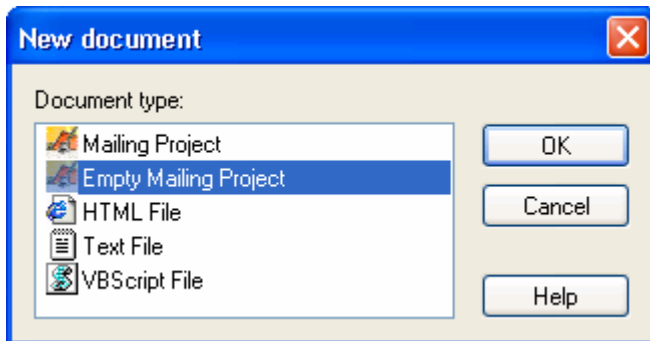 New document
Document type:
Mailing Project
Empty Mailing Project
HTML File
Text File
VBScript File
OK
Cancel
Help